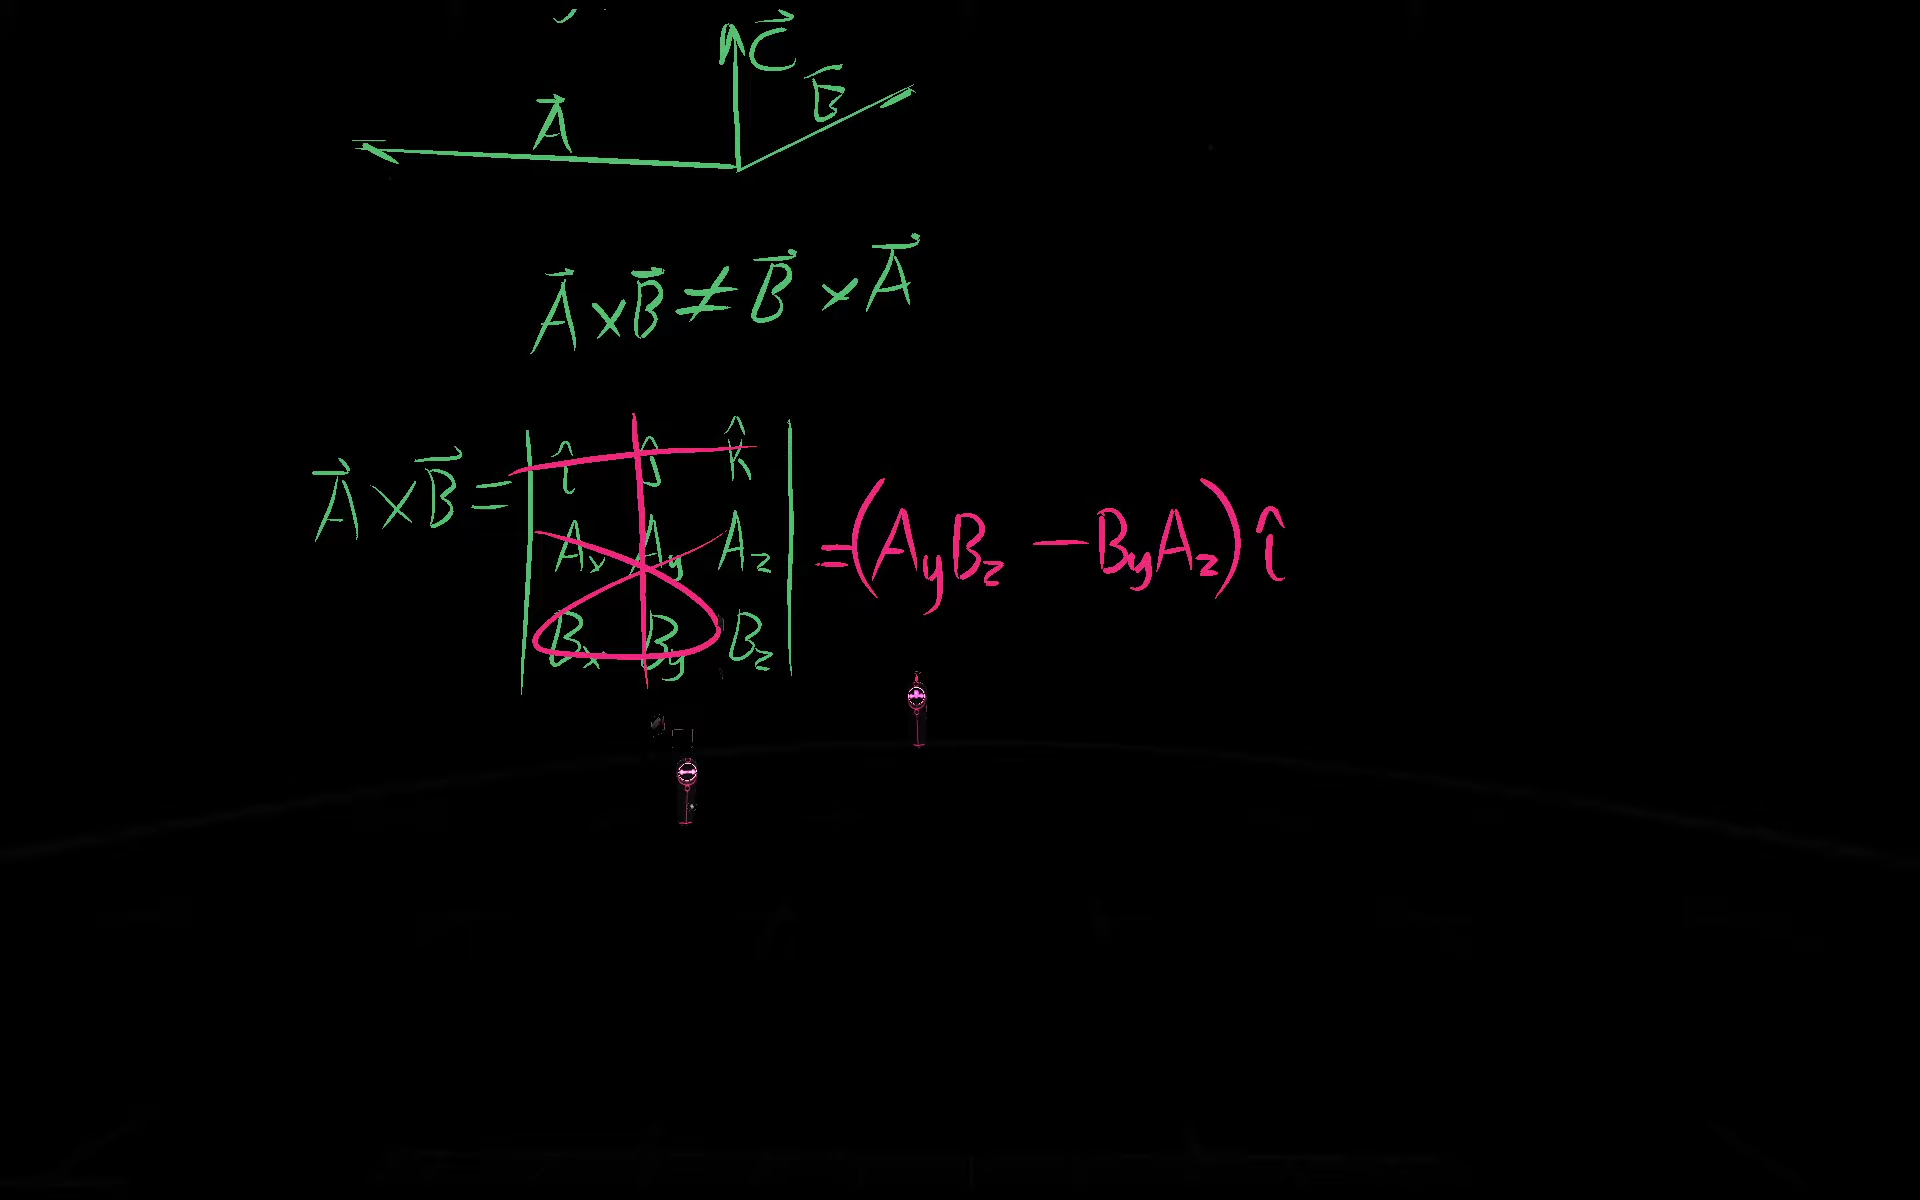 C⃗
B⃗
A⃗
A⃗ × B⃗ ≠ B⃗ × A⃗
A⃗ × B⃗ = | î ĵ k̂ |
| Ax Ay Az | = (AyBz − ByAz) î
| Bx By Bz |